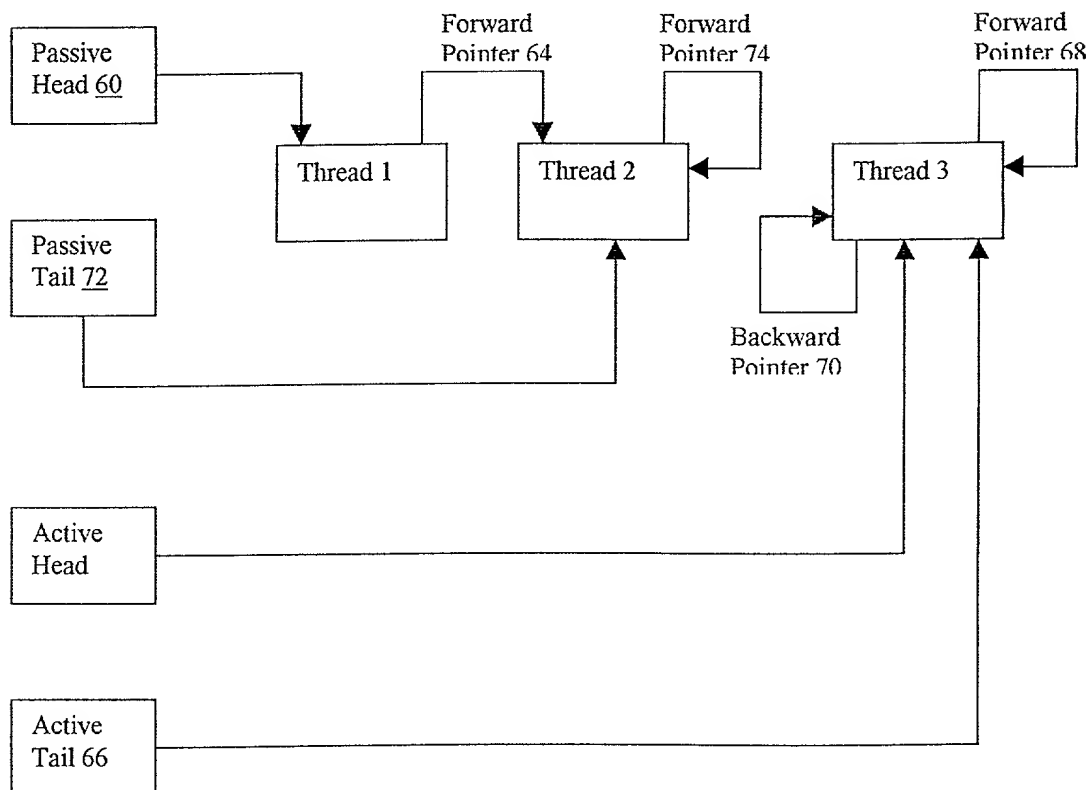 Forward
Pointer 64
Forward
Pointer 74
Forward
Pointer 68
Passive
Head 60
Thread 1
Thread 2
Thread 3
Passive
Tail 72
Backward
Pointer 70
Active
Head
Active
Tail 66